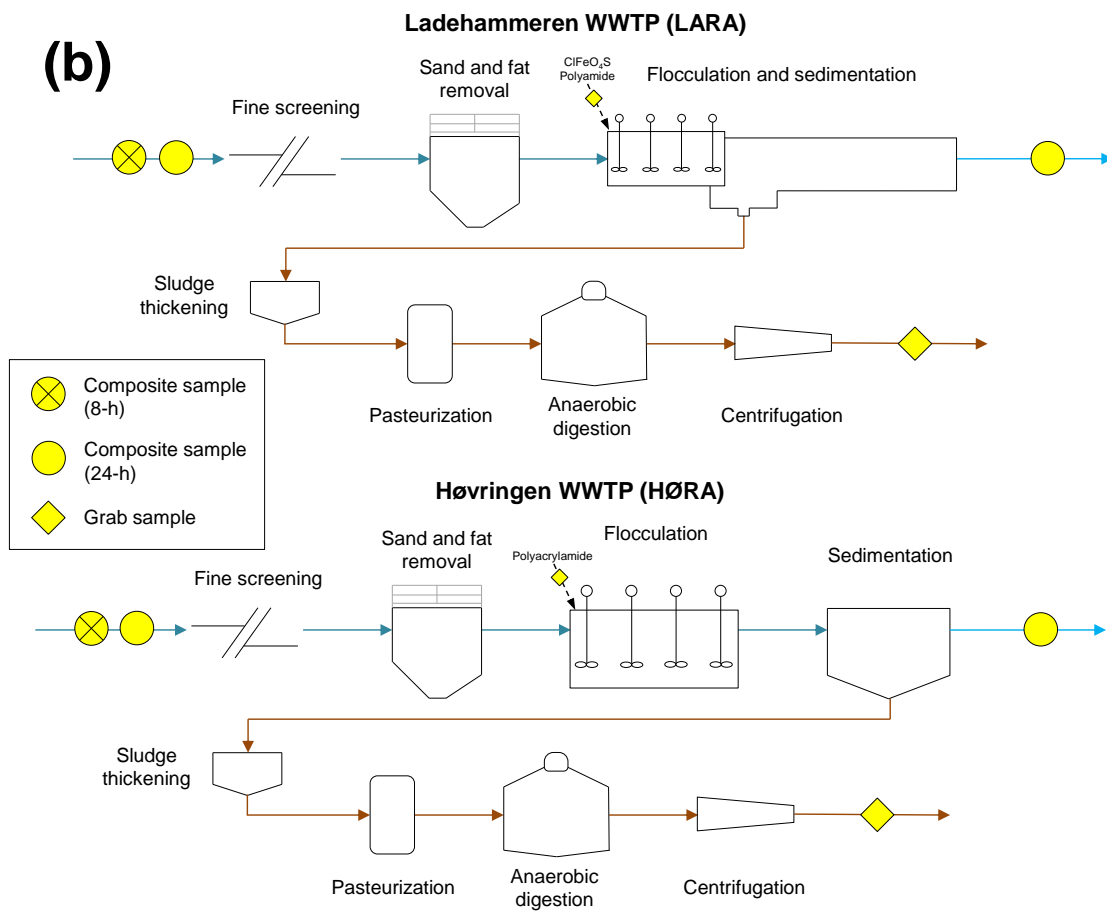 (b)
Ladehammeren WWTP (LARA)
Fine screening
Sand and fat
removal
ClFeO₄S
Polyamide
Flocculation and sedimentation
Sludge
thickening
Pasteurization
Anaerobic
digestion
Centrifugation
Composite sample
(8-h)
Composite sample
(24-h)
Grab sample
Høvringen WWTP (HØRA)
Fine screening
Sand and fat
removal
Polyacrylamide
Flocculation
Sedimentation
Sludge
thickening
Pasteurization
Anaerobic
digestion
Centrifugation